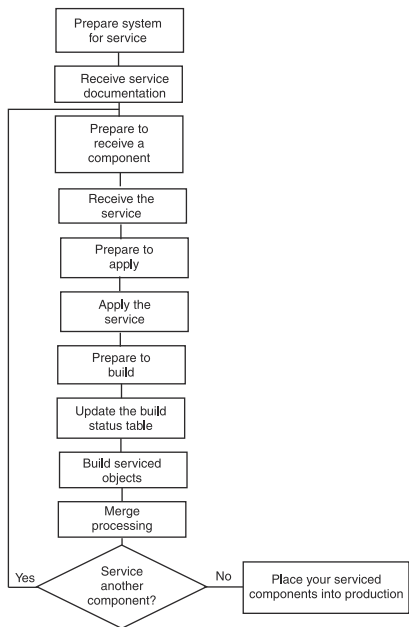 Prepare system
for service
Receive service
documentation
Prepare to
receive a
component
Receive the
service
Prepare to
apply
Apply the
service
Prepare to
build
Update the build
status table
Build serviced
objects
Merge
processing
Yes
Service
another
component?
No
Place your serviced
components into production